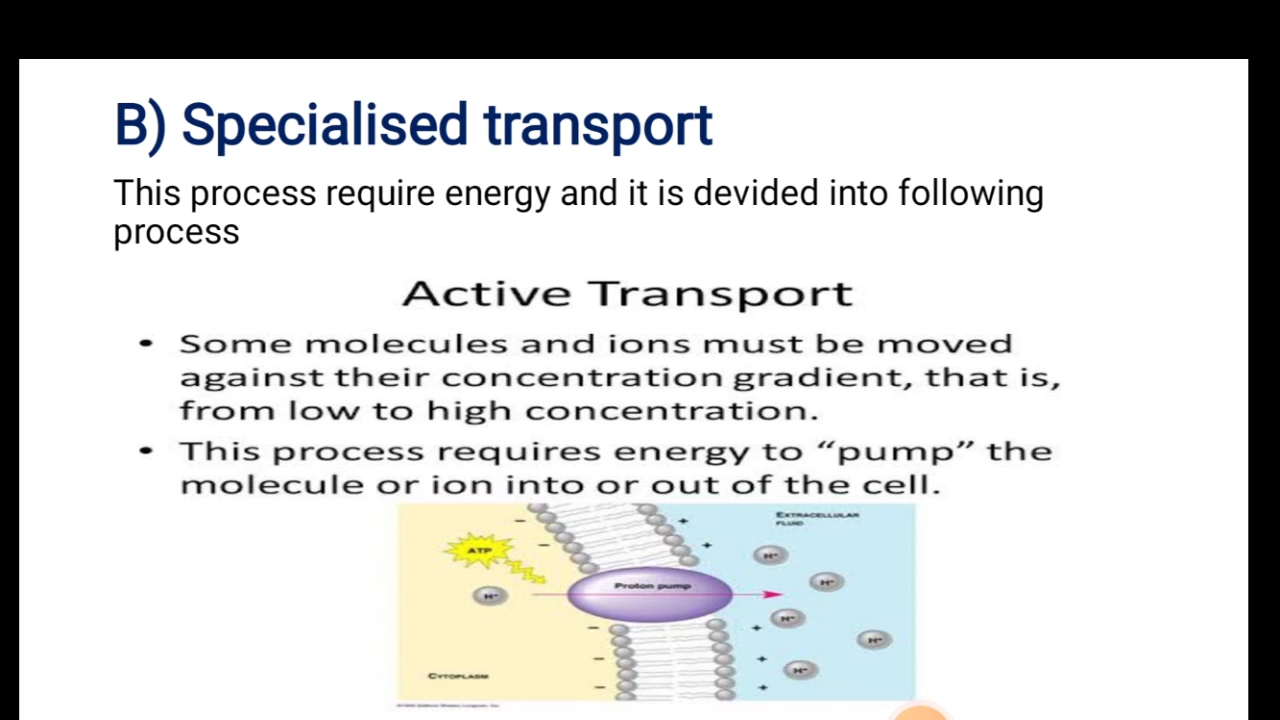 B) Specialised transport
This process require energy and it is devided into following
process
Active Transport
• Some molecules and ions must be moved
against their concentration gradient, that is,
from low to high concentration.
• This process requires energy to “pump” the
molecule or ion into or out of the cell.
EXTRACELLULAR
FLUID
ATP
H+
Proton pump
H+
H+
H+
H+
H+
CYTOPLASM